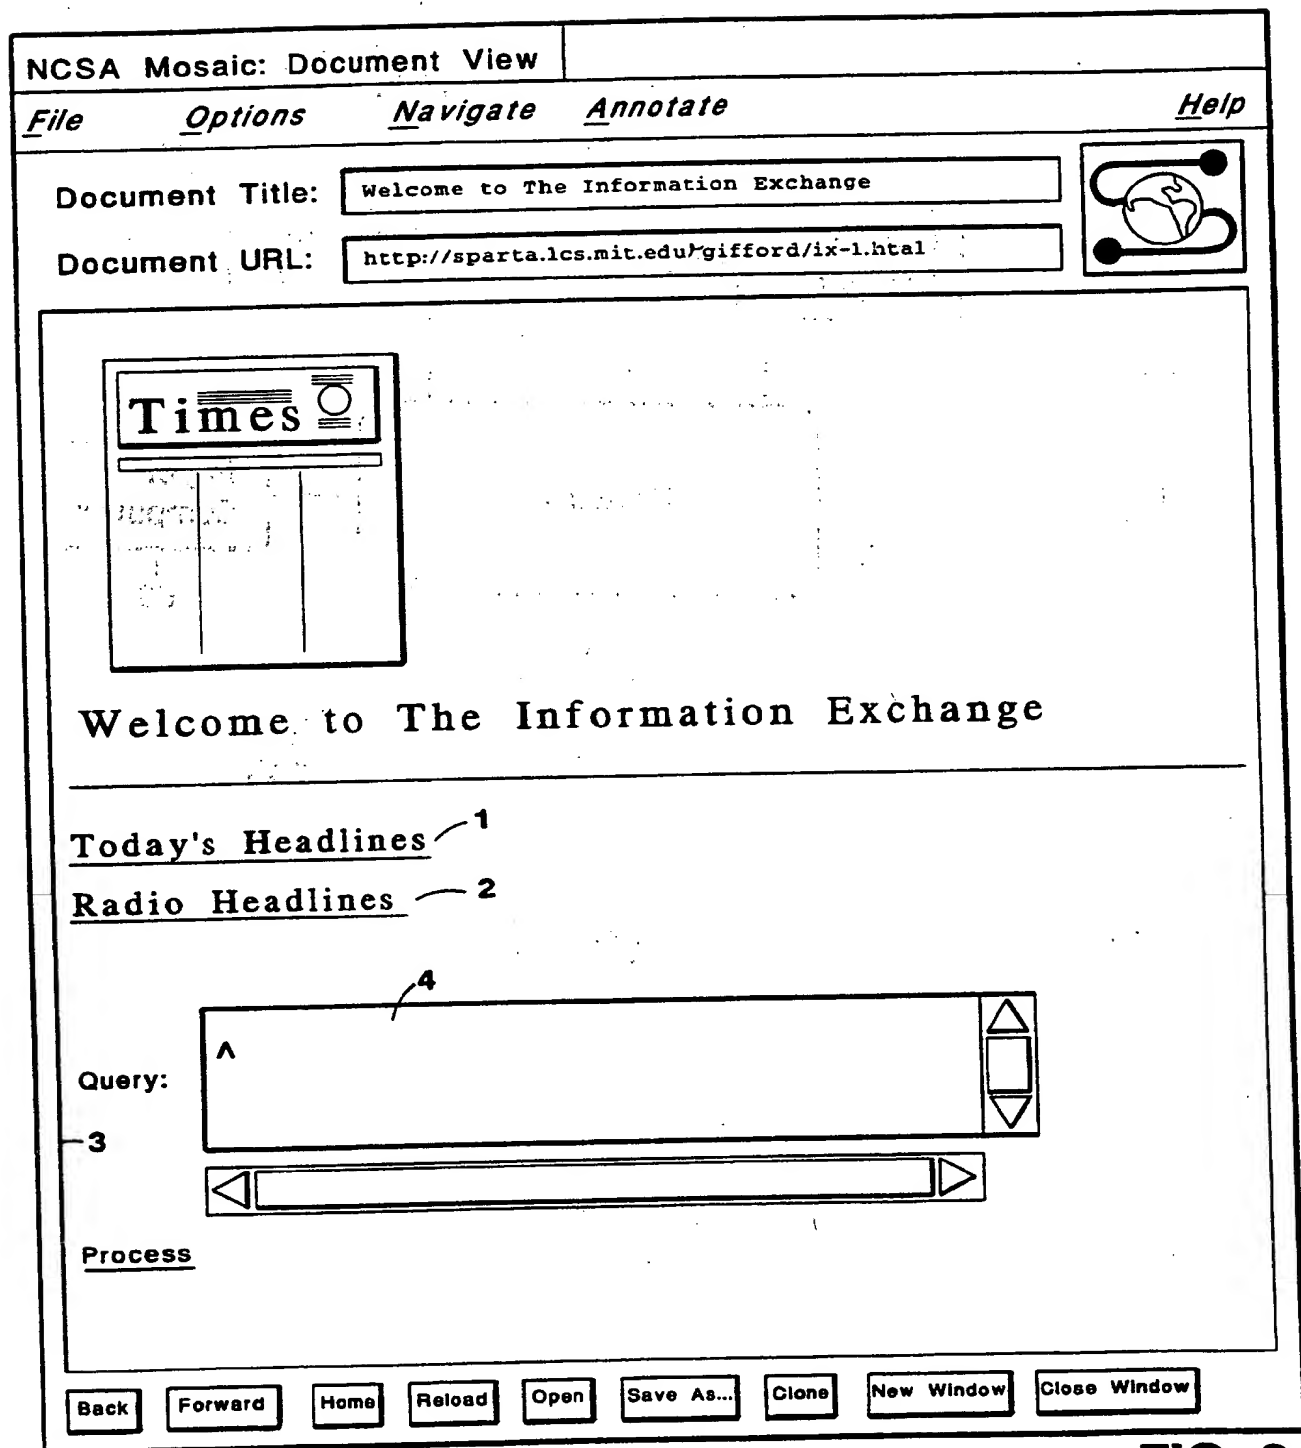 NCSA Mosaic: Document View
File Options Navigate Annotate Help
Document Title: Welcome to The Information Exchange
Document URL: http://sparta.lcs.mit.edu/~gifford/ix-1.htal
Times
Welcome to The Information Exchange
Today's Headlines 1
Radio Headlines 2
4
^
Query:
3
Process
Back Forward Home Reload Open Save As... Clone New Window Close Window